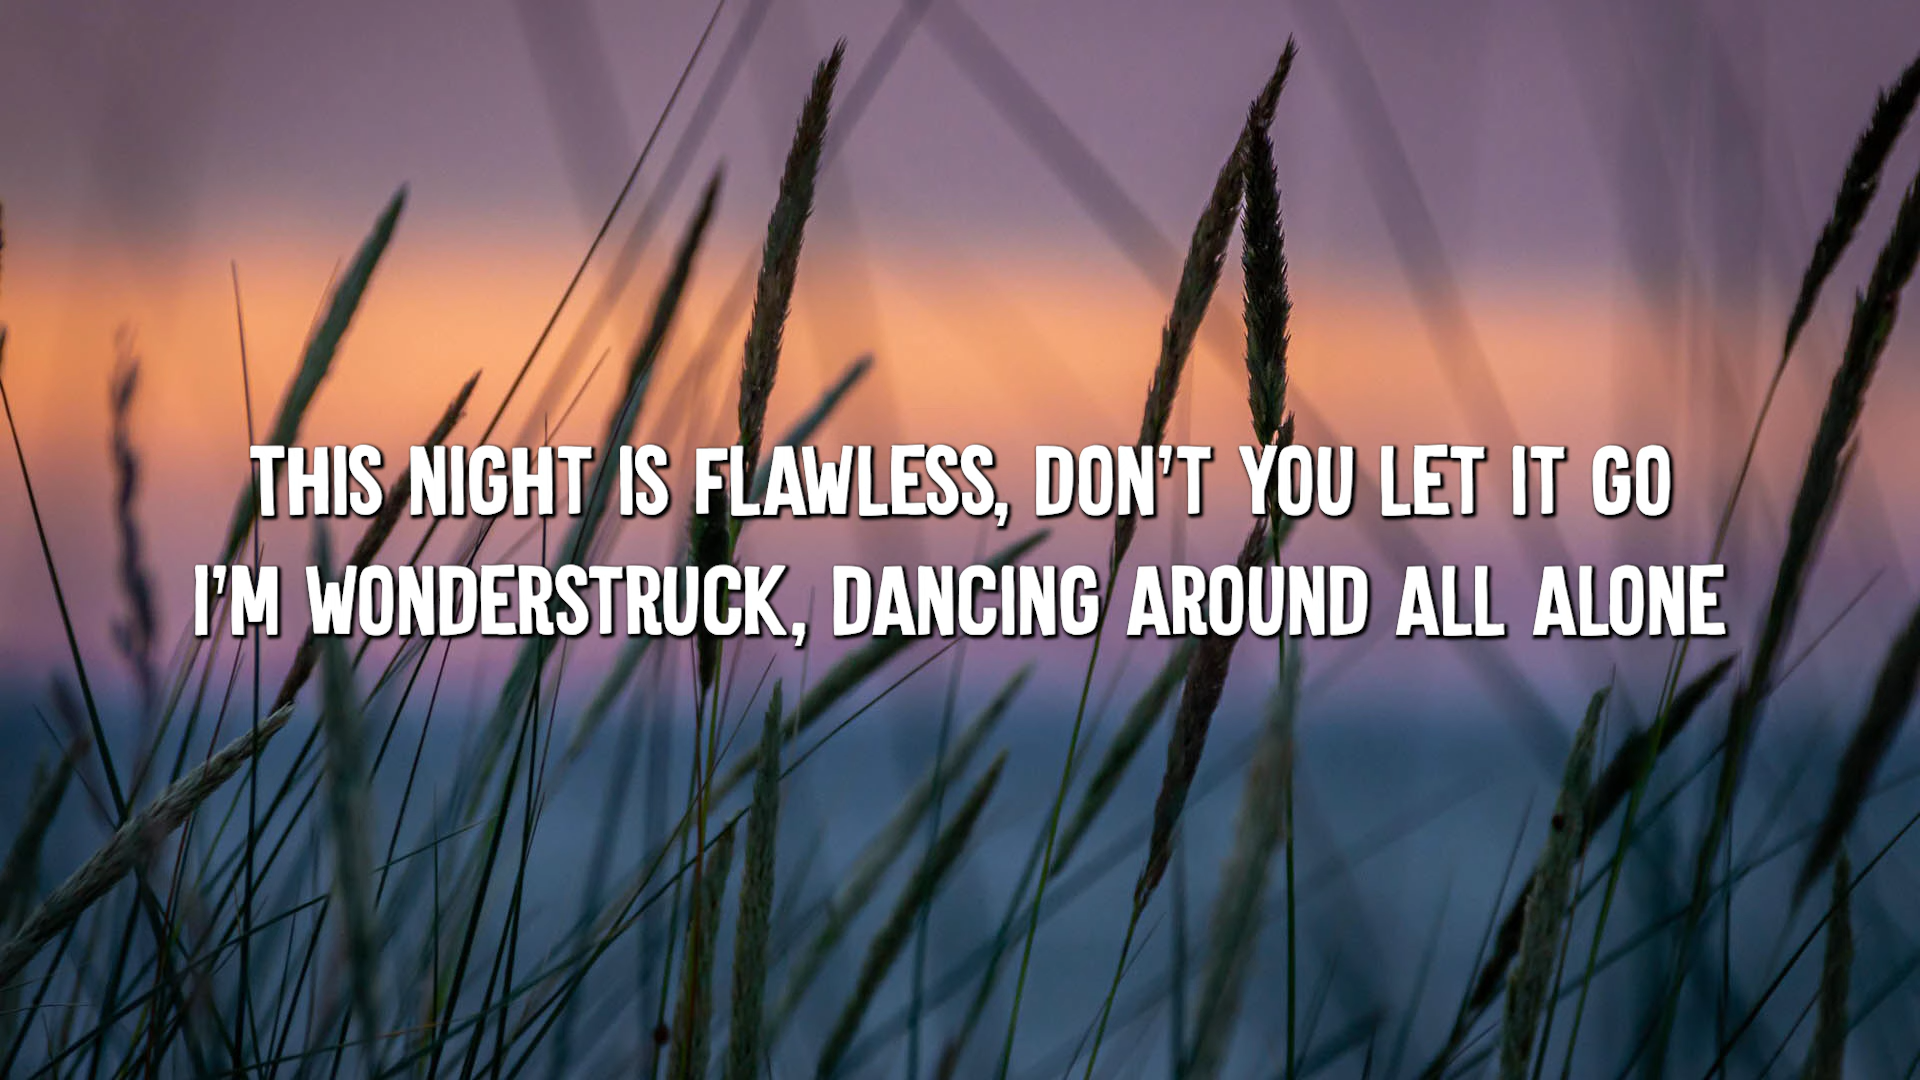 THIS NIGHT IS FLAWLESS, DON'T YOU LET IT GO
I'M WONDERSTRUCK, DANCING AROUND ALL ALONE